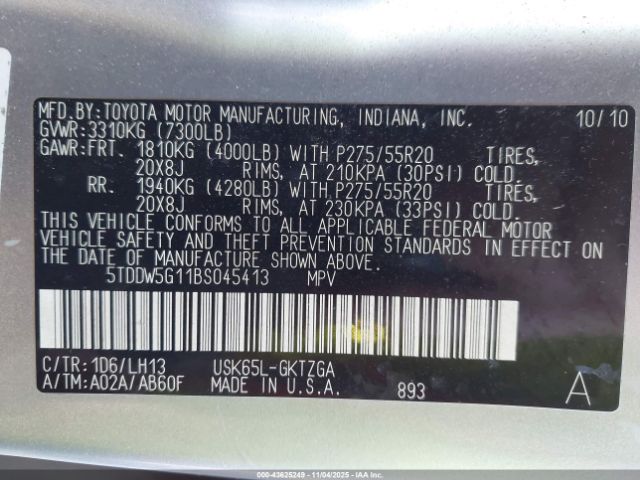 MFD.BY:TOYOTA MOTOR MANUFACTURING, INDIANA, INC. 10/10
GVWR:3310KG (7300LB)
GAWR:FRT. 1810KG (4000LB) WITH P275/55R20 TIRES,
20X8J RIMS, AT 210KPA (30PSI) COLD.
RR. 1940KG (4280LB) WITH P275/55R20 TIRES,
20X8J RIMS, AT 230KPA (33PSI) COLD.
THIS VEHICLE CONFORMS TO ALL APPLICABLE FEDERAL MOTOR
VEHICLE SAFETY AND THEFT PREVENTION STANDARDS IN EFFECT ON
THE DATE OF MANUFACTURE SHOWN ABOVE.
5TDDW5G11BS045413 MPV
C/TR:1D6/LH13 USK65L-GKTZGA
A/TM:A02A/AB60F MADE IN U.S.A. 893 A
000-43625249 - 11/04/2025 - IAAI.COM